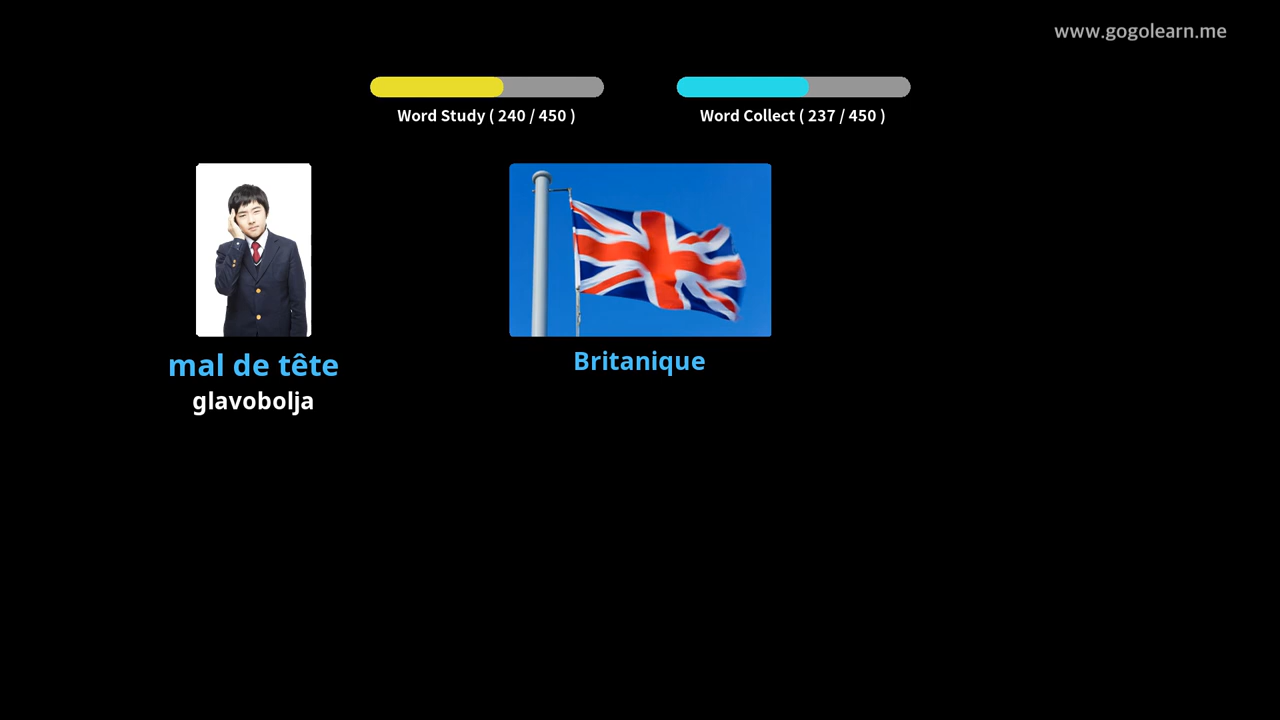 www.gogolearn.me
Word Study ( 240 / 450 )
Word Collect ( 237 / 450 )
mal de tête
glavobolja
Britanique